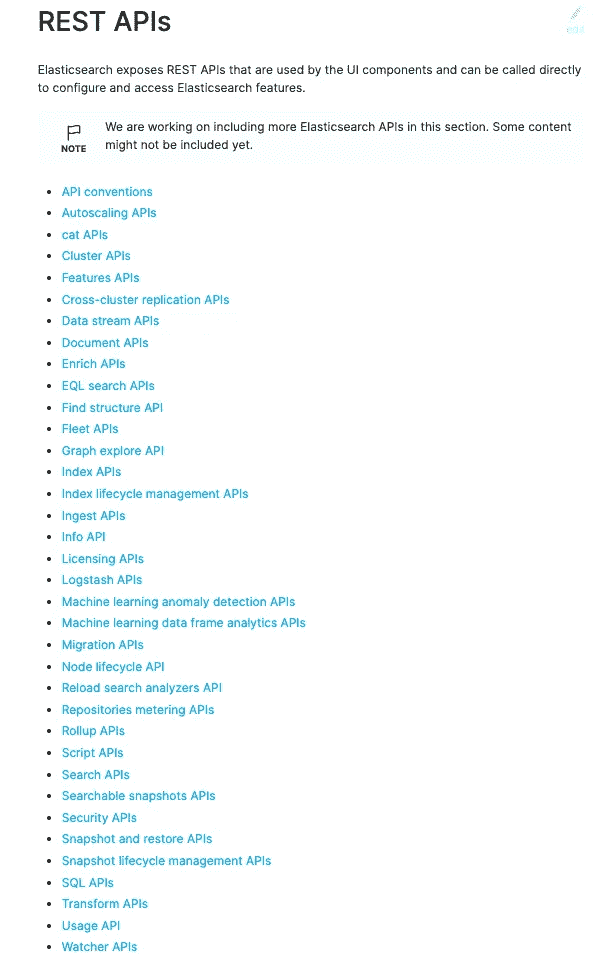 REST APIs
edit
Elasticsearch exposes REST APIs that are used by the UI components and can be called directly
to configure and access Elasticsearch features.
NOTE
We are working on including more Elasticsearch APIs in this section. Some content
might not be included yet.
• API conventions
• Autoscaling APIs
• cat APIs
• Cluster APIs
• Features APIs
• Cross-cluster replication APIs
• Data stream APIs
• Document APIs
• Enrich APIs
• EQL search APIs
• Find structure API
• Fleet APIs
• Graph explore API
• Index APIs
• Index lifecycle management APIs
• Ingest APIs
• Info API
• Licensing APIs
• Logstash APIs
• Machine learning anomaly detection APIs
• Machine learning data frame analytics APIs
• Migration APIs
• Node lifecycle API
• Reload search analyzers API
• Repositories metering APIs
• Rollup APIs
• Script APIs
• Search APIs
• Searchable snapshots APIs
• Security APIs
• Snapshot and restore APIs
• Snapshot lifecycle management APIs
• SQL APIs
• Transform APIs
• Usage API
• Watcher APIs